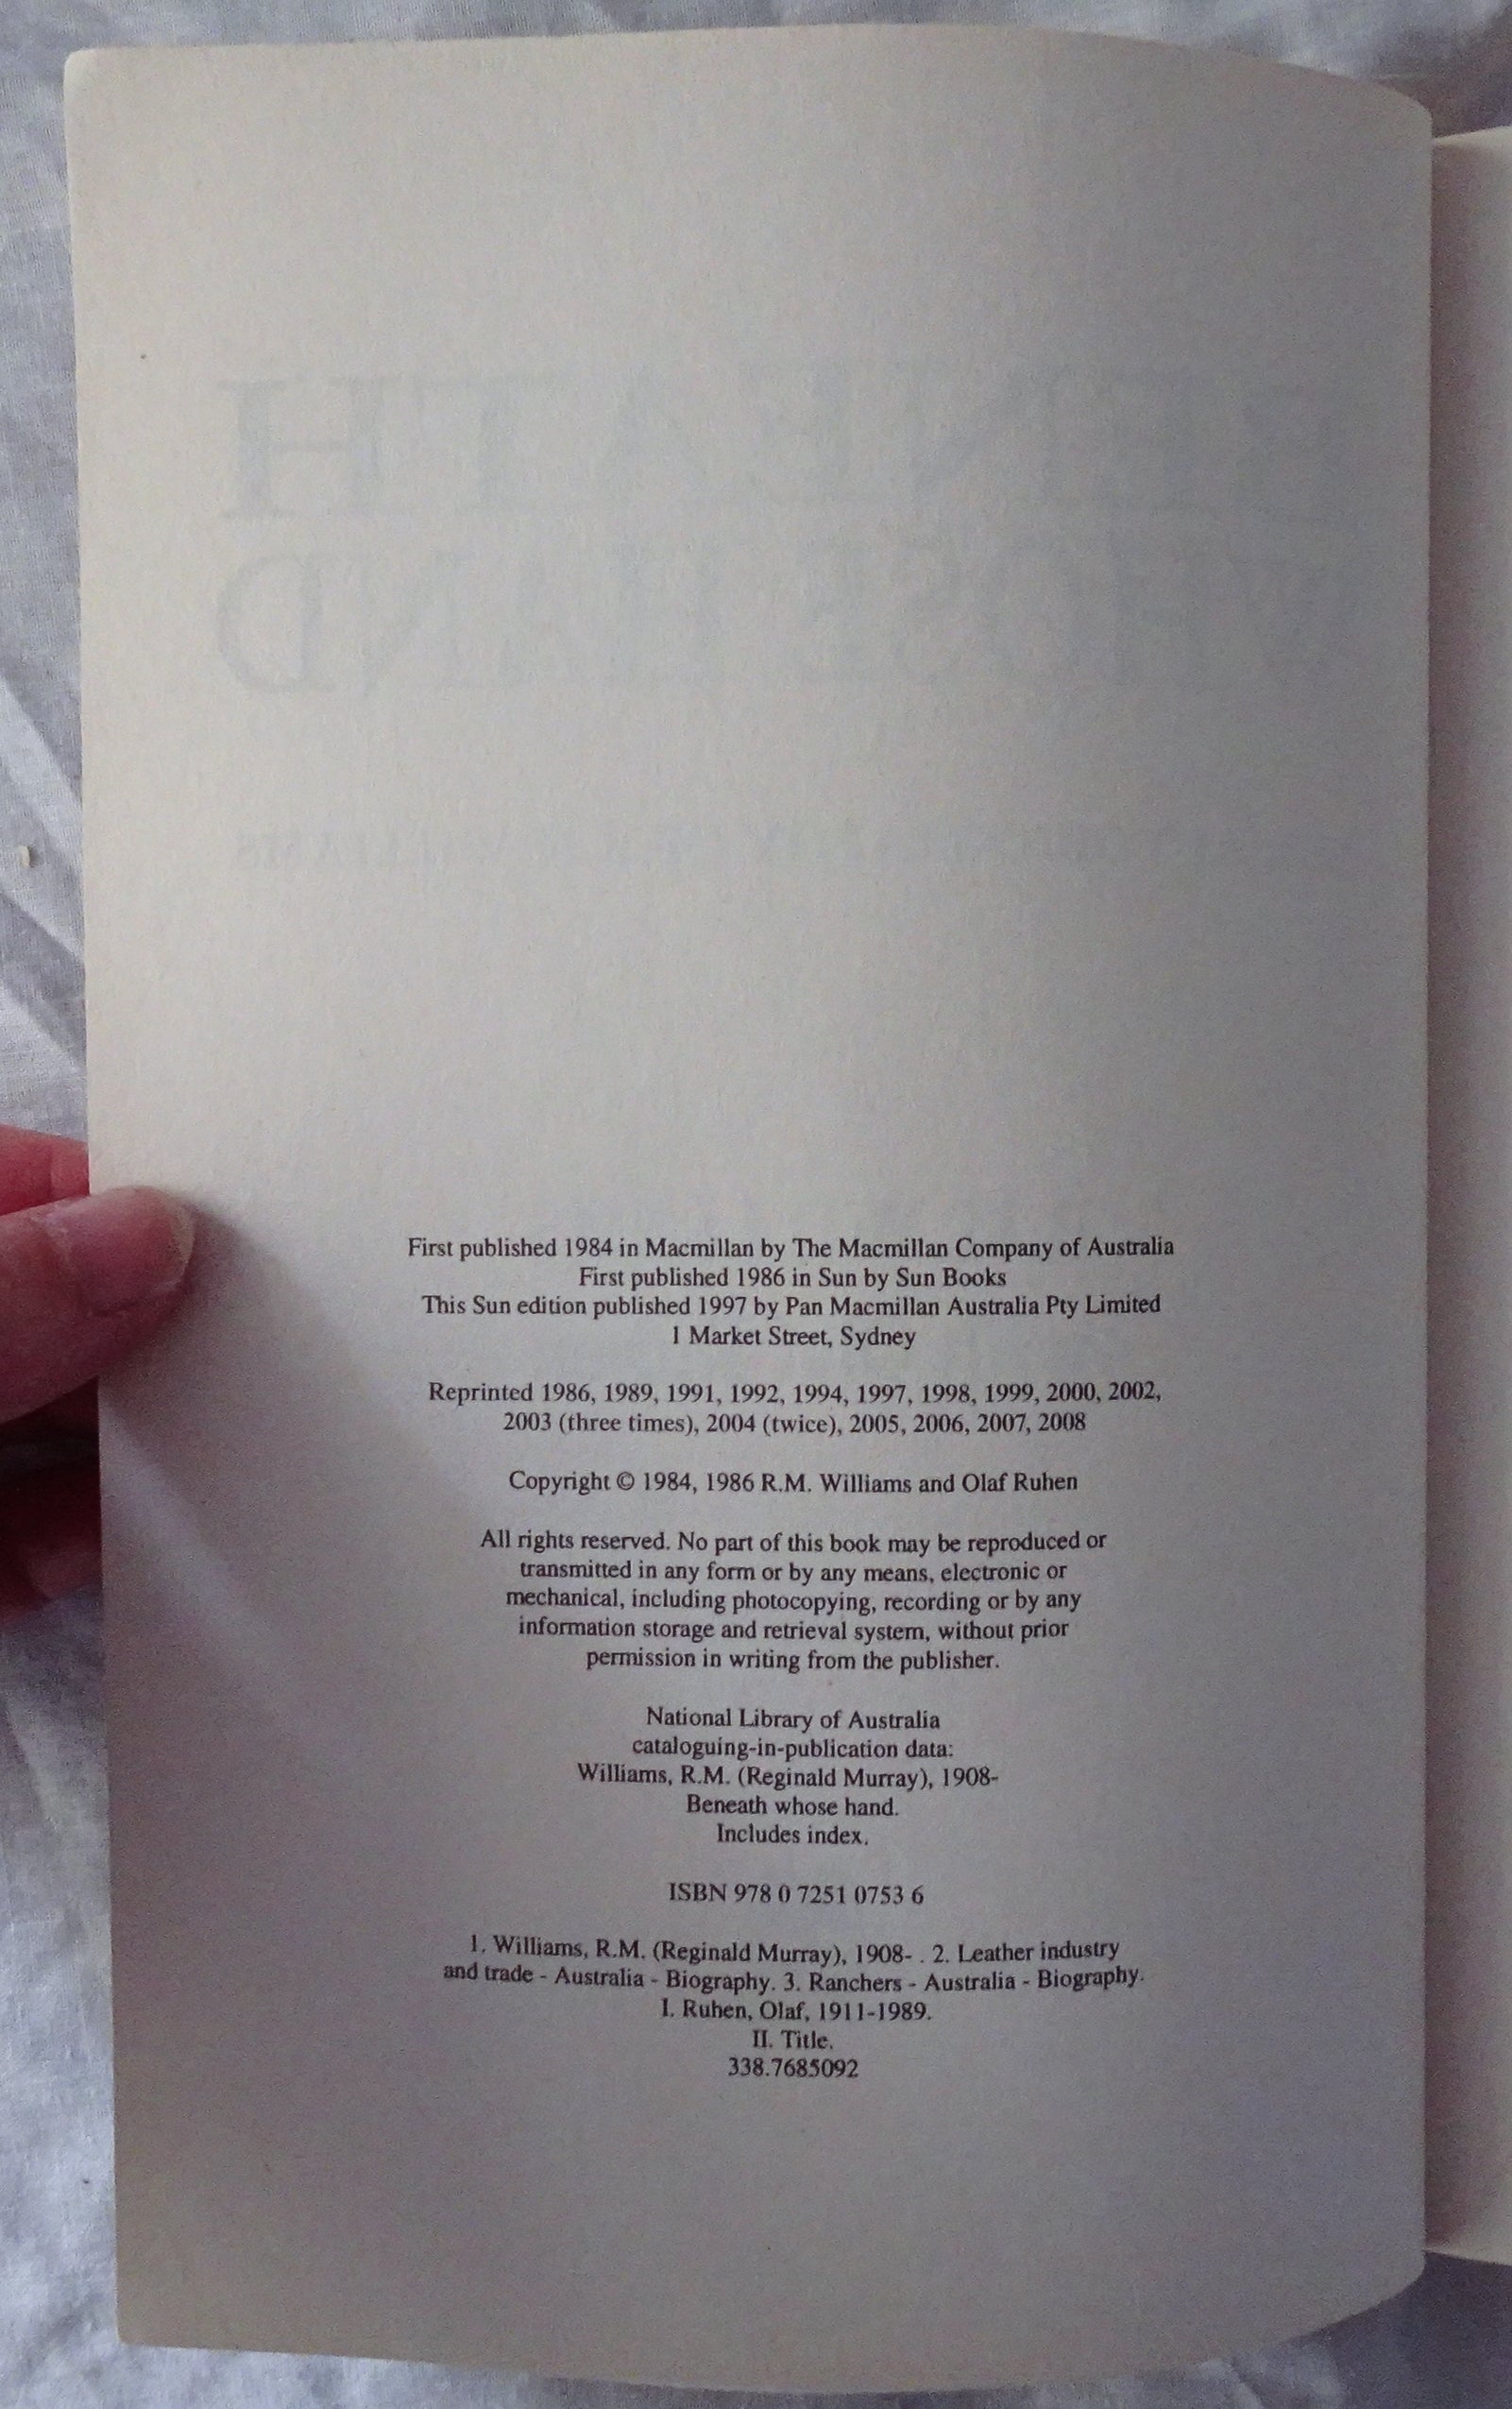 First published 1984 in Macmillan by The Macmillan Company of Australia
First published 1986 in Sun by Sun Books
This Sun edition published 1997 by Pan Macmillan Australia Pty Limited
1 Market Street, Sydney
Reprinted 1986, 1989, 1991, 1992, 1994, 1997, 1998, 1999, 2000, 2002,
2003 (three times), 2004 (twice), 2005, 2006, 2007, 2008
Copyright © 1984, 1986 R.M. Williams and Olaf Ruhen
All rights reserved. No part of this book may be reproduced or
transmitted in any form or by any means, electronic or
mechanical, including photocopying, recording or by any
information storage and retrieval system, without prior
permission in writing from the publisher.
National Library of Australia
cataloguing-in-publication data:
Williams, R.M. (Reginald Murray), 1908-
Beneath whose hand.
Includes index.
ISBN 978 0 7251 0753 6
1. Williams, R.M. (Reginald Murray), 1908- . 2. Leather industry
and trade - Australia - Biography. 3. Ranchers - Australia - Biography.
I. Ruhen, Olaf, 1911-1989.
II. Title.
338.7685092